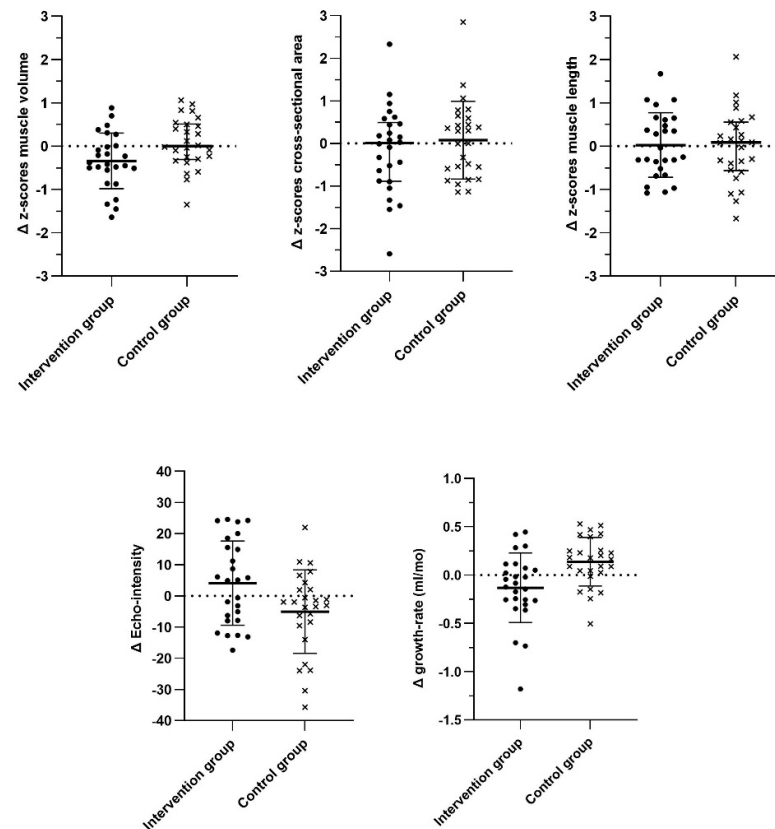 Δ z-scores muscle volume
3
2
1
0
-1
-2
-3
Intervention group
Control group
Δ z-scores cross-sectional area
3
2
1
0
-1
-2
-3
Intervention group
Control group
Δ z-scores muscle length
3
2
1
0
-1
-2
-3
Intervention group
Control group
Δ Echo-intensity
40
30
20
10
0
-10
-20
-30
-40
Intervention group
Control group
Δ growth-rate (ml/mo)
1.0
0.5
0.0
-0.5
-1.0
-1.5
Intervention group
Control group